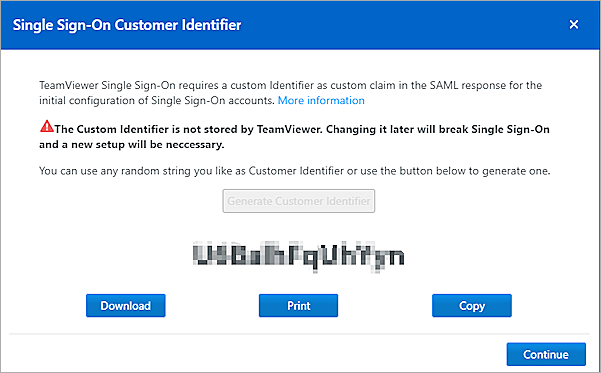 Single Sign-On Customer Identifier
TeamViewer Single Sign-On requires a custom Identifier as custom claim in the SAML response for the
initial configuration of Single Sign-On accounts. More information
The Custom Identifier is not stored by TeamViewer. Changing it later will break Single Sign-On
and a new setup will be neccessary.
You can use any random string you like as Customer Identifier or use the button below to generate one.
Generate Customer Identifier
Download Print Copy
Continue